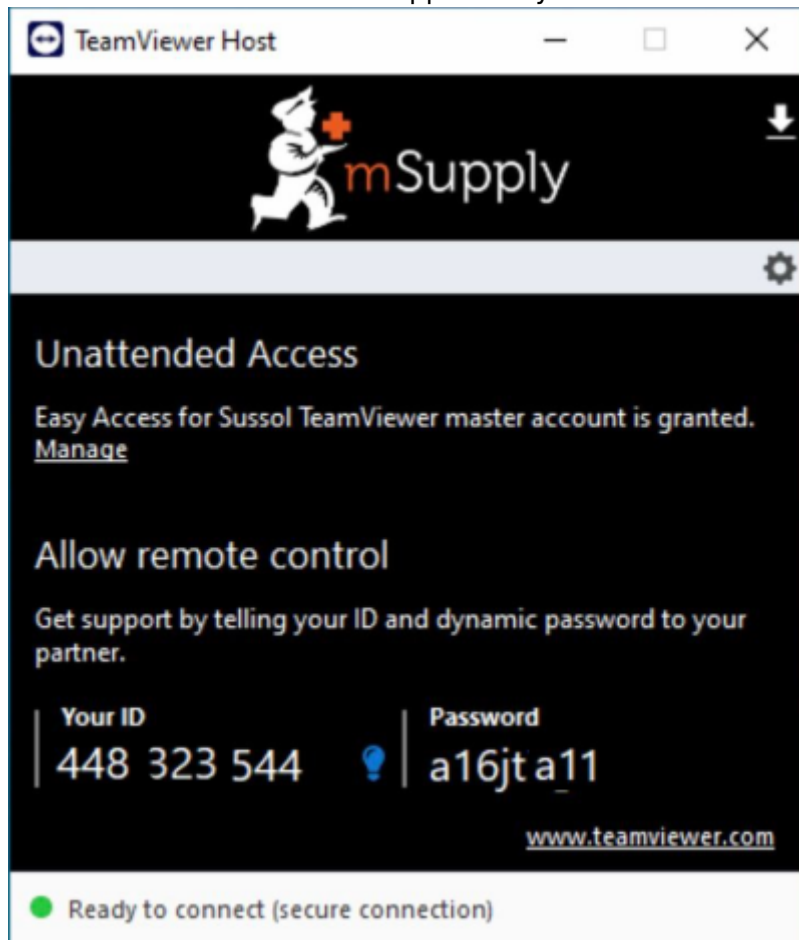 TeamViewer Host
mSupply
Unattended Access
Easy Access for Sussol TeamViewer master account is granted.
Manage
Allow remote control
Get support by telling your ID and dynamic password to your
partner.
Your ID
Password
448 323 544
a16jt a11
www.teamviewer.com
Ready to connect (secure connection)